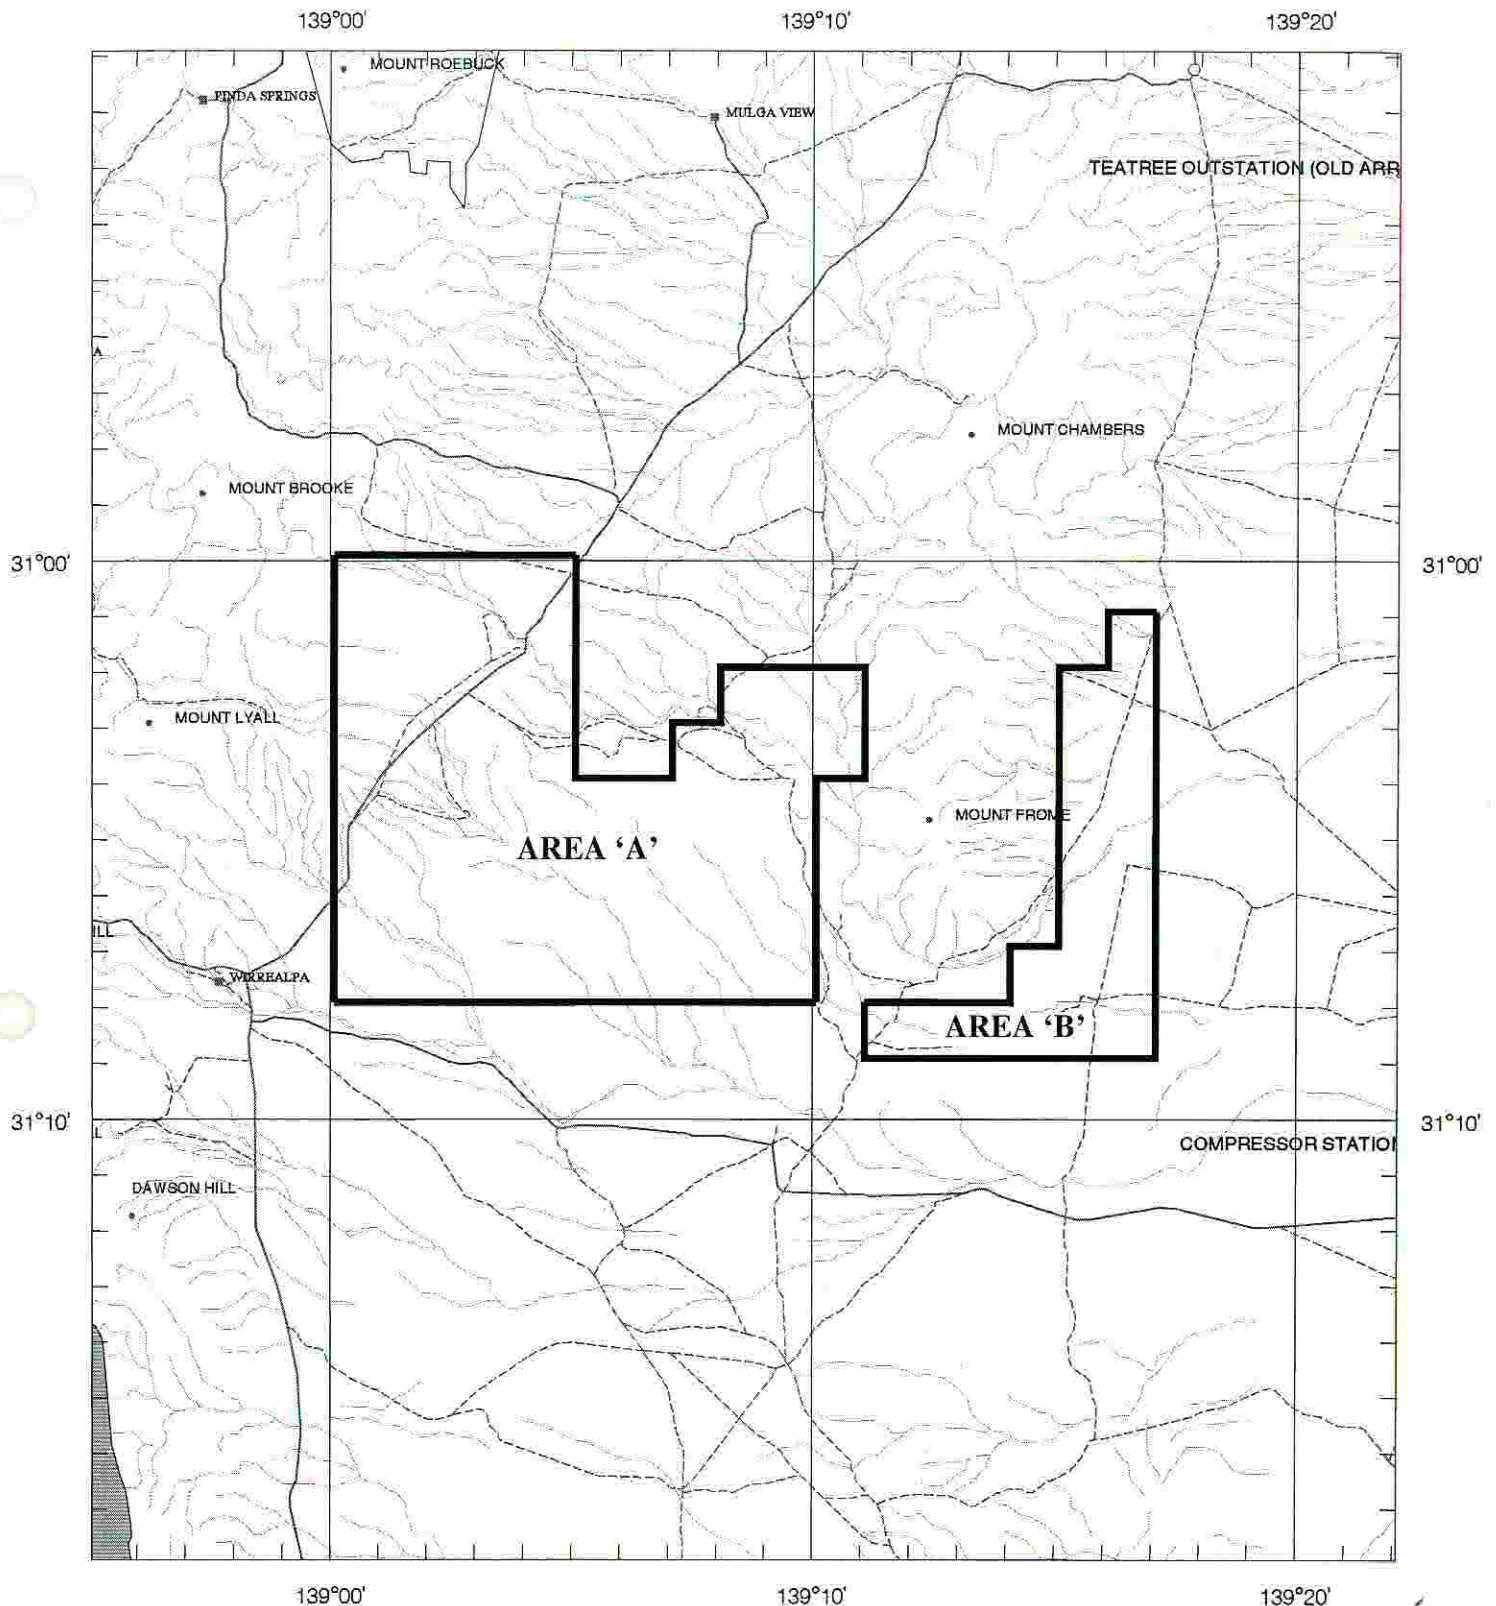 139°00'
139°10'
139°20'
MOUNT ROEBUCK
PINDA SPRINGS
MULGA VIEW
TEATREE OUTSTATION (OLD ARR
A
MOUNT CHAMBERS
MOUNT BROOKE
31°00'
31°00'
MOUNT LYALL
MOUNT FROME
AREA ‘A’
ILL
WIRREALPA
AREA ‘B’
31°10'
31°10'
COMPRESSOR STATION
DAWSON HILL
139°00'
139°10'
139°20'